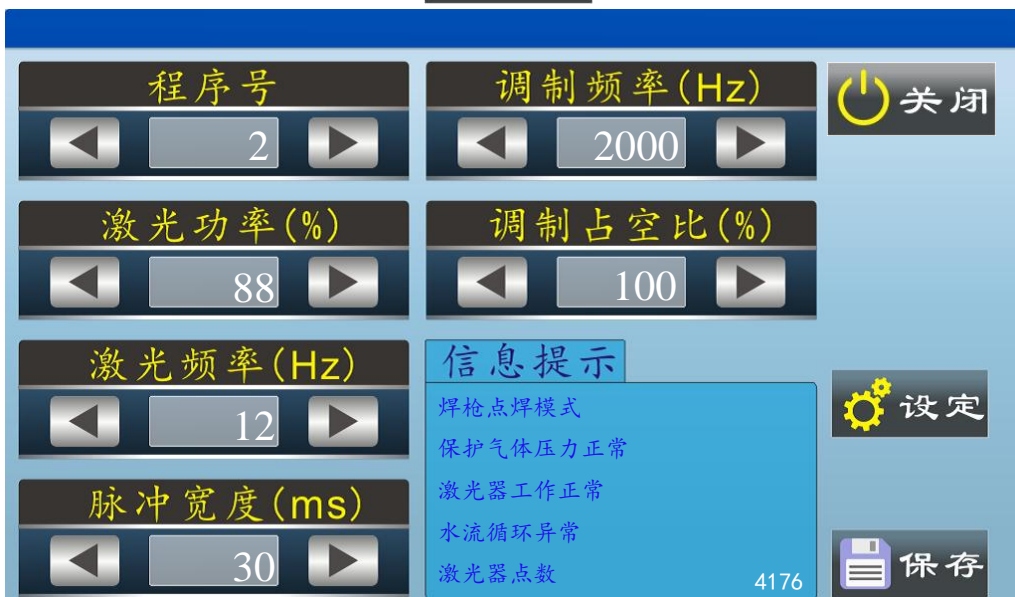 程序号
2
调制频率(Hz)
2000
关闭
激光功率(%)
88
调制占空比(%)
100
激光频率(Hz)
12
脉冲宽度(ms)
30
信息提示
焊枪点焊模式
保护气体压力正常
激光器工作正常
水流循环异常
激光器点数 4176
设定
保存